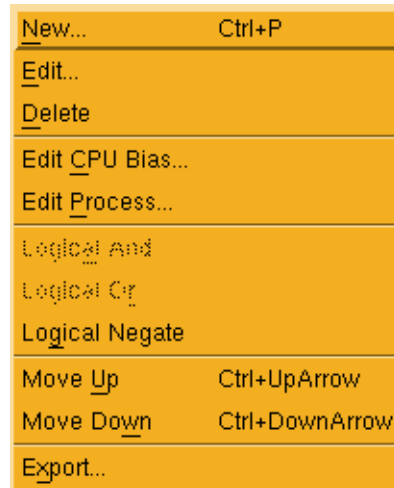 New... Ctrl+P
Edit...
Delete
Edit CPU Bias...
Edit Process...
Logical And
Logical Or
Logical Negate
Move Up Ctrl+UpArrow
Move Down Ctrl+DownArrow
Export...